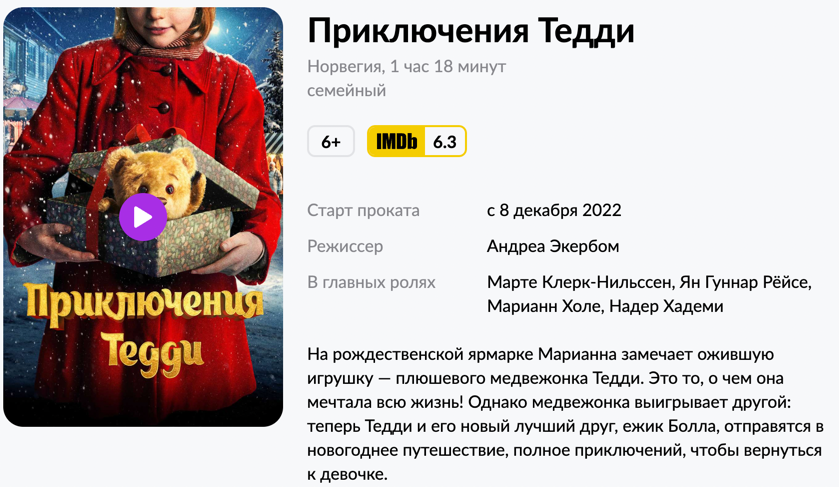 Приключения
Тедди
Приключения Тедди
Норвегия, 1 час 18 минут
семейный
6+
IMDb 6.3
Старт проката с 8 декабря 2022
Режиссер Андреа Экербом
В главных ролях Марте Клерк-Нильссен, Ян Гуннар Рёйсе,
Марианн Холе, Надер Хадеми
На рождественской ярмарке Марианна замечает ожившую
игрушку — плюшевого медвежонка Тедди. Это то, о чем она
мечтала всю жизнь! Однако медвежонка выигрывает другой:
теперь Тедди и его новый лучший друг, ежик Болла, отправятся в
новогоднее путешествие, полное приключений, чтобы вернуться
к девочке.